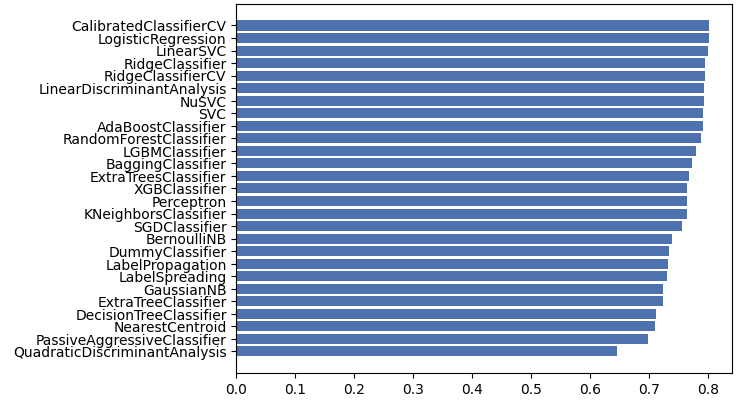 CalibratedClassifierCV
LogisticRegression
LinearSVC
RidgeClassifier
RidgeClassifierCV
LinearDiscriminantAnalysis
NuSVC
SVC
AdaBoostClassifier
RandomForestClassifier
LGBMClassifier
BaggingClassifier
ExtraTreesClassifier
XGBClassifier
Perceptron
KNeighborsClassifier
SGDClassifier
BernoulliNB
DummyClassifier
LabelPropagation
LabelSpreading
GaussianNB
ExtraTreeClassifier
DecisionTreeClassifier
NearestCentroid
PassiveAggressiveClassifier
QuadraticDiscriminantAnalysis
0.0 0.1 0.2 0.3 0.4 0.5 0.6 0.7 0.8